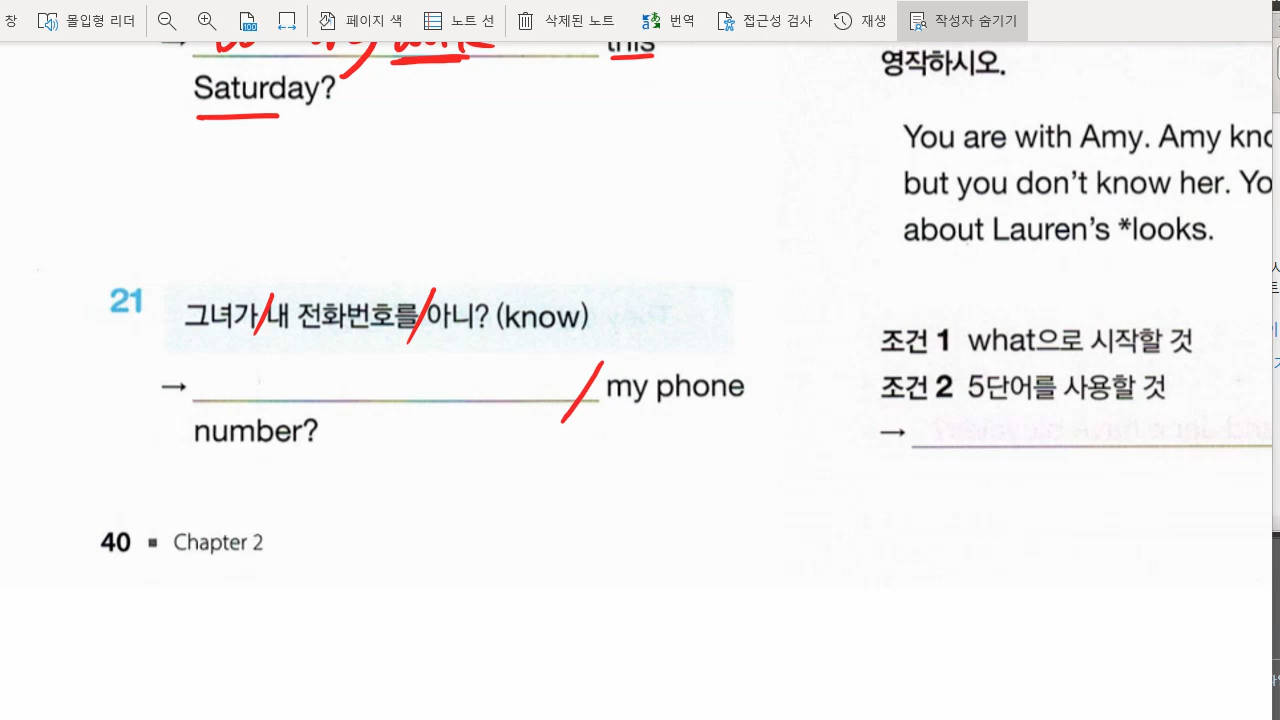 창 몰입형 리더 페이지 색 노트 선 삭제된 노트 번역 접근성 검사 재생 작성자 숨기기
→ this
Saturday?
21 그녀가 내 전화번호를 아니? (know)
→ my phone
number?
40 ■ Chapter 2
영작하시오.
You are with Amy. Amy
but you don't know her.
about Lauren's *looks.
조건 1 what으로 시작할 것
조건 2 5단어를 사용할 것
→